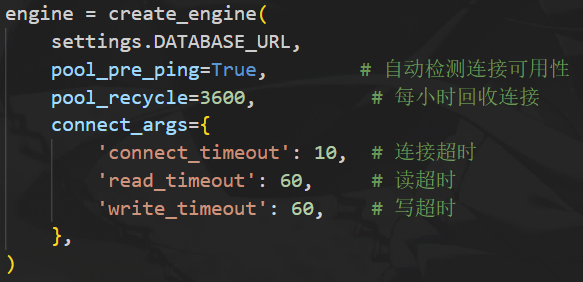 engine = create_engine(
    settings.DATABASE_URL,
    pool_pre_ping=True,        # 自动检测连接可用性
    pool_recycle=3600,          # 每小时回收连接
    connect_args={
        'connect_timeout': 10,  # 连接超时
        'read_timeout': 60,     # 读超时
        'write_timeout': 60,    # 写超时
    },
)